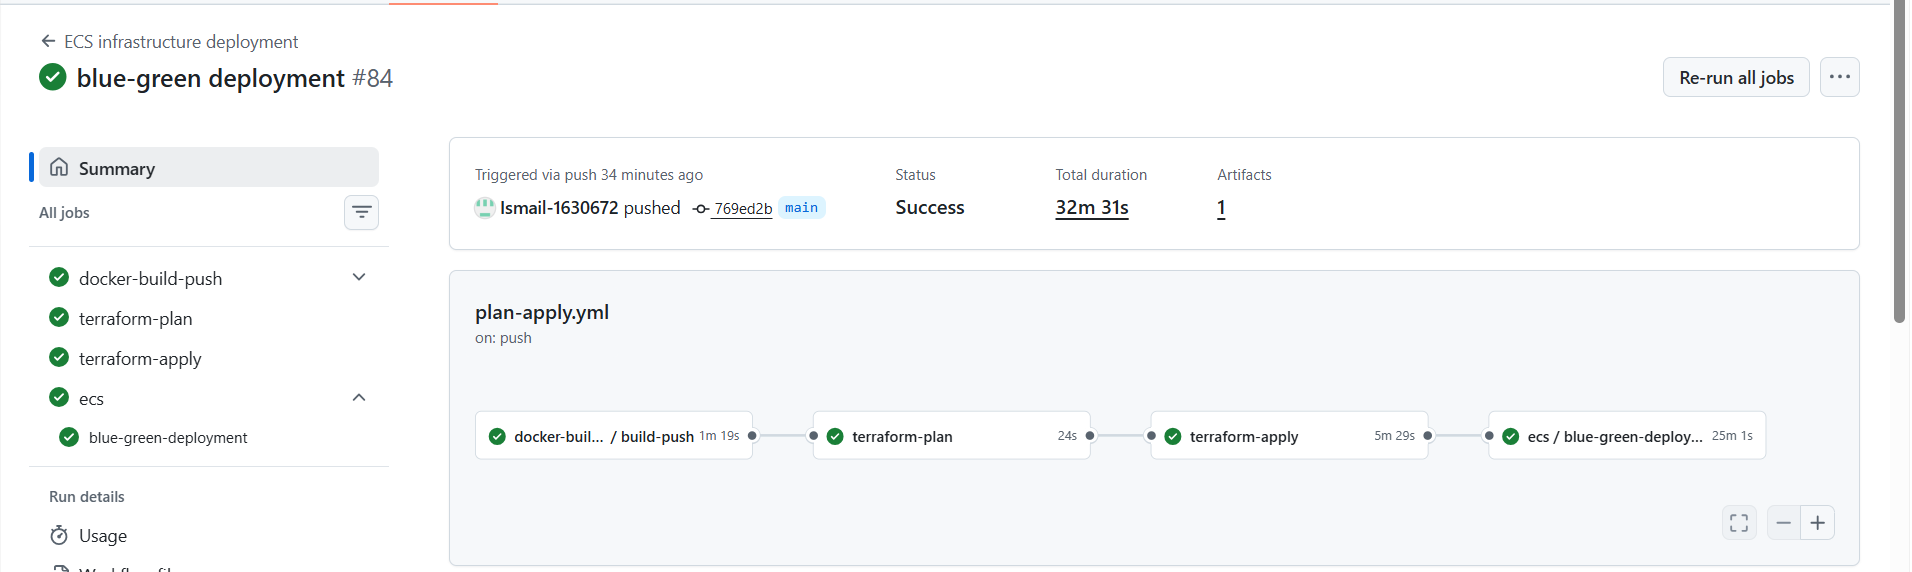 ECS infrastructure deployment
blue-green deployment #84
Re-run all jobs
Summary
All jobs
docker-build-push
terraform-plan
terraform-apply
ecs
blue-green-deployment
Run details
Usage
Triggered via push 34 minutes ago
Ismail-1630672 pushed 769ed2b main
Status
Success
Total duration
32m 31s
Artifacts
1
plan-apply.yml
on: push
docker-buil... / build-push 1m 19s
terraform-plan 24s
terraform-apply 5m 29s
ecs / blue-green-deploy... 25m 1s